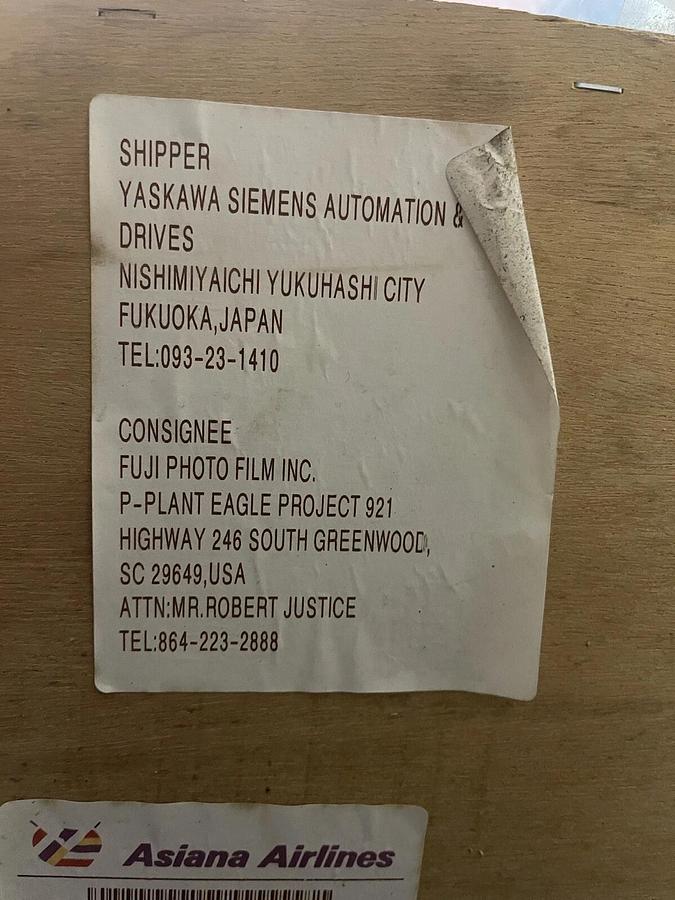 SHIPPER
YASKAWA SIEMENS AUTOMATION &
DRIVES
NISHIMIYAICHI YUKUHASHI CITY
FUKUOKA,JAPAN
TEL:093-23-1410
CONSIGNEE
FUJI PHOTO FILM INC.
P-PLANT EAGLE PROJECT 921
HIGHWAY 246 SOUTH GREENWOOD,
SC 29649,USA
ATTN:MR.ROBERT JUSTICE
TEL:864-223-2888
Asiana Airlines